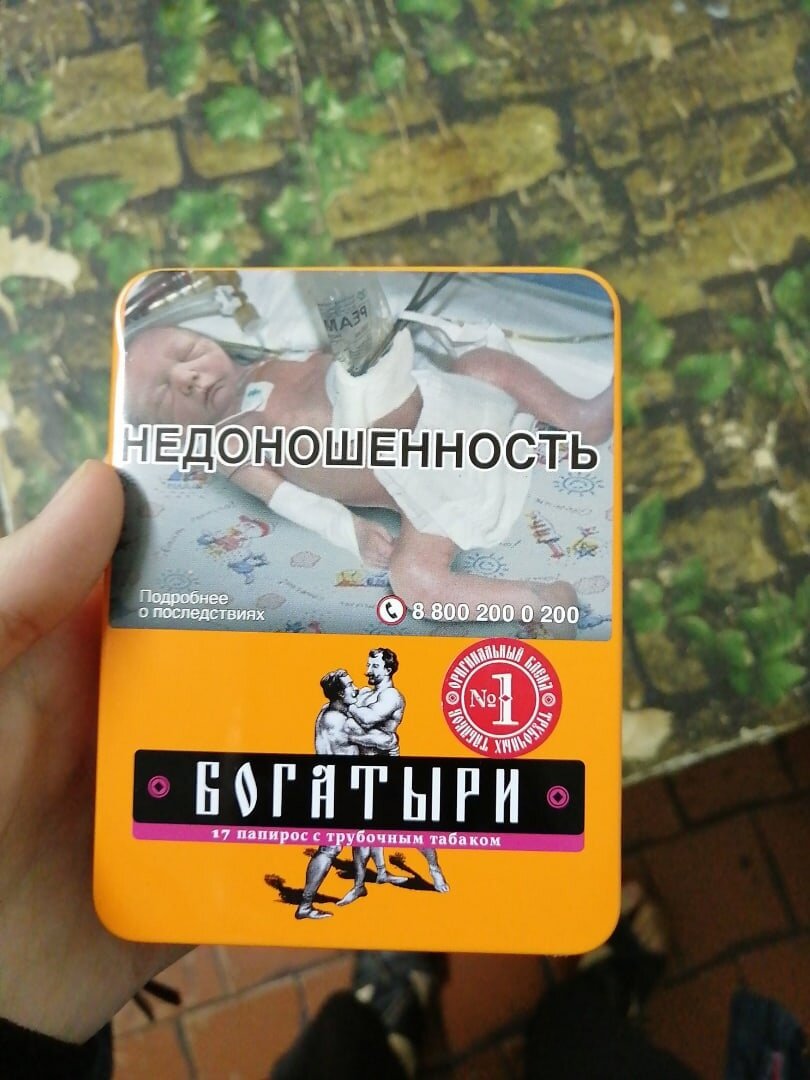 НЕДОНОШЕННОСТЬ
Подробнее
о последствиях
8 800 200 0 200
ОРИГИНАЛЬНЫЙ БЛЕНД
ТРУБОЧНЫХ ТАБАКОВ
№1
БОГАТЫРИ
17 папирос с трубочным табаком